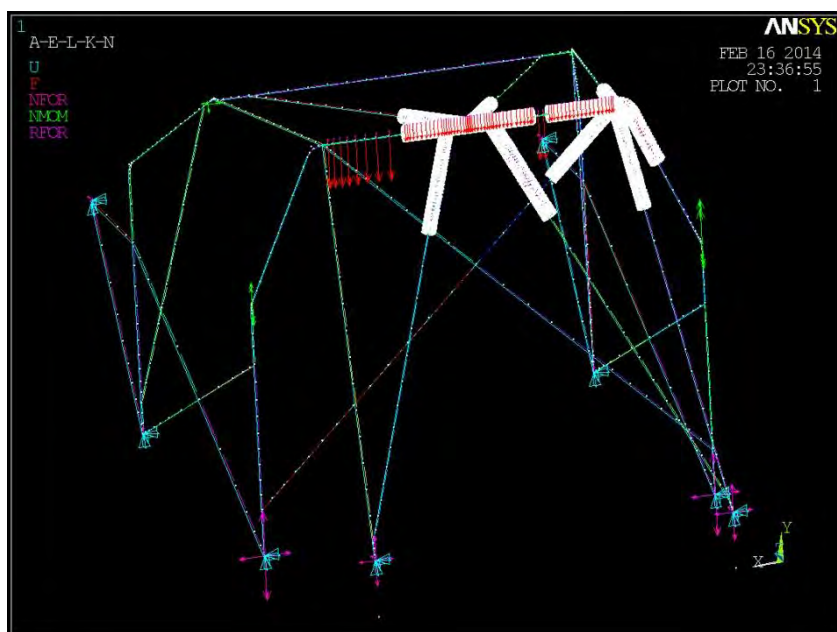 1
ANSYS
A-E-L-K-N
FEB 16 2014
23:36:55
PLOT NO. 1
U
F
NFOR
NMOM
RFOR
Y
X